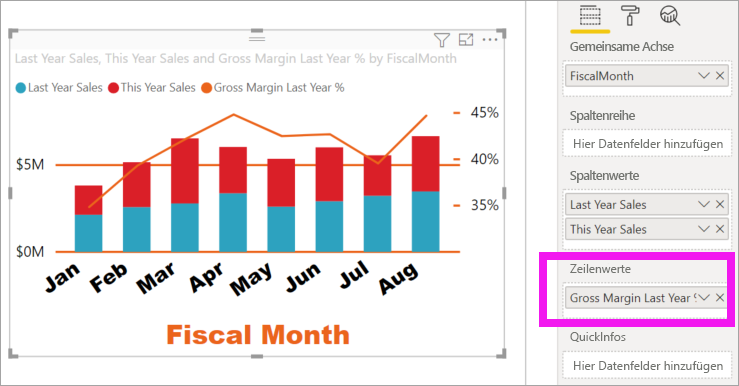 Last Year Sales, This Year Sales and Gross Margin Last Year % by FiscalMonth
Last Year Sales This Year Sales Gross Margin Last Year %
45%
$5M 40%
35%
$0M
Jan Feb Mar Apr May Jun Jul Aug
Fiscal Month
Gemeinsame Achse
FiscalMonth
Spaltenreihe
Hier Datenfelder hinzufügen
Spaltenwerte
Last Year Sales
This Year Sales
Zeilenwerte
Gross Margin Last Year
QuickInfos
Hier Datenfelder hinzufügen